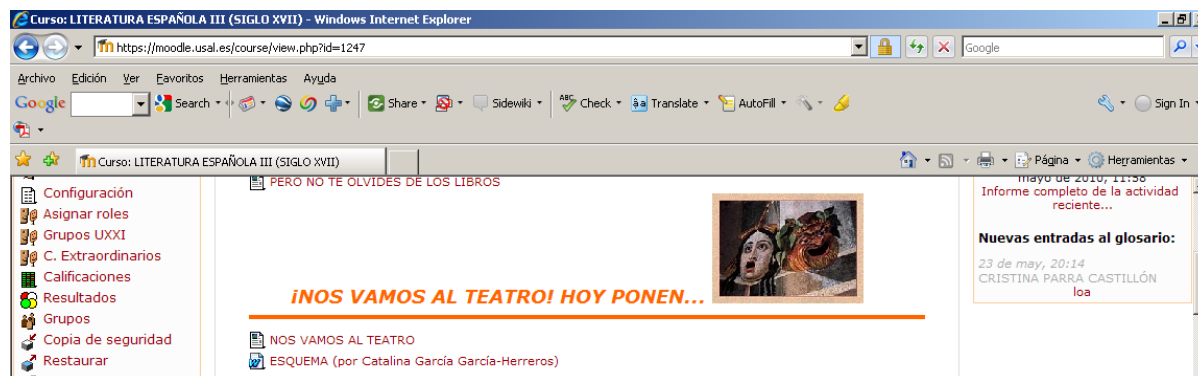 Curso: LITERATURA ESPAÑOLA III (SIGLO XVII) - Windows Internet Explorer
https://moodle.usal.es/course/view.php?id=1247
Google
Archivo Edición Ver Favoritos Herramientas Ayuda
Google Search Share Sidewiki Check Translate AutoFill Sign In
Curso: LITERATURA ESPAÑOLA III (SIGLO XVII)
Página Herramientas
Configuración
Asignar roles
Grupos UXXI
C. Extraordinarios
Calificaciones
Resultados
Grupos
Copia de seguridad
Restaurar
PERO NO TE OLVIDES DE LOS LIBROS
¡NOS VAMOS AL TEATRO! HOY PONEN...
NOS VAMOS AL TEATRO
ESQUEMA (por Catalina García García-Herreros)
mayo de 2010, 11:58
Informe completo de la actividad
reciente...
Nuevas entradas al glosario:
23 de may, 20:14
CRISTINA PARRA CASTILLÓN
loa